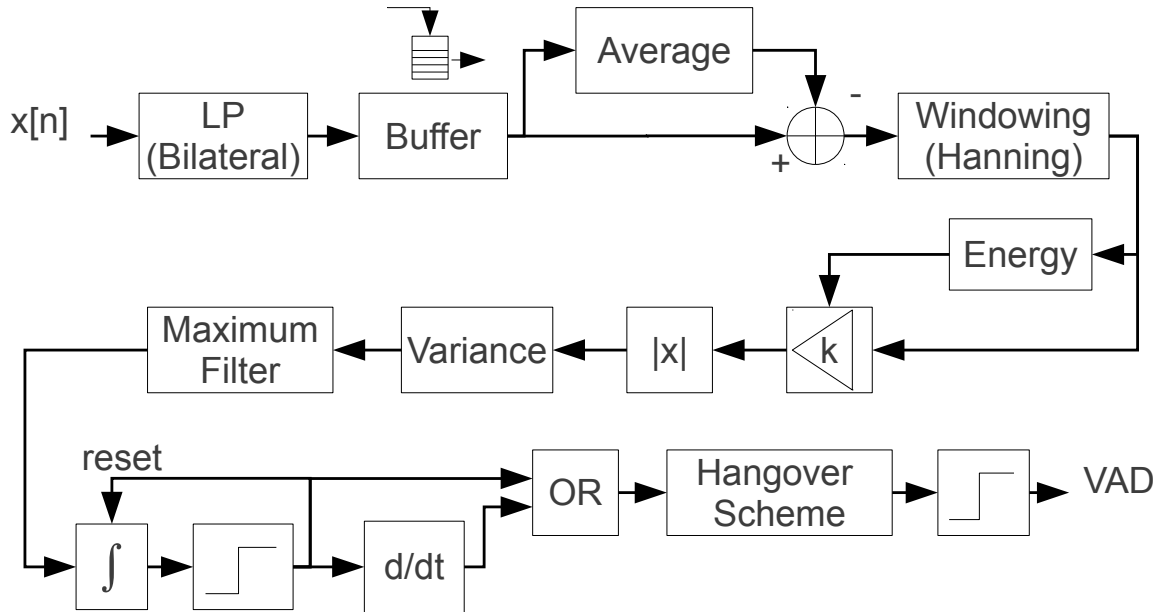 Average
x[n]
LP
(Bilateral)
Buffer
-
+
Windowing
(Hanning)
Energy
Maximum
Filter
Variance
|x|
k
reset
∫
d/dt
OR
Hangover
Scheme
VAD